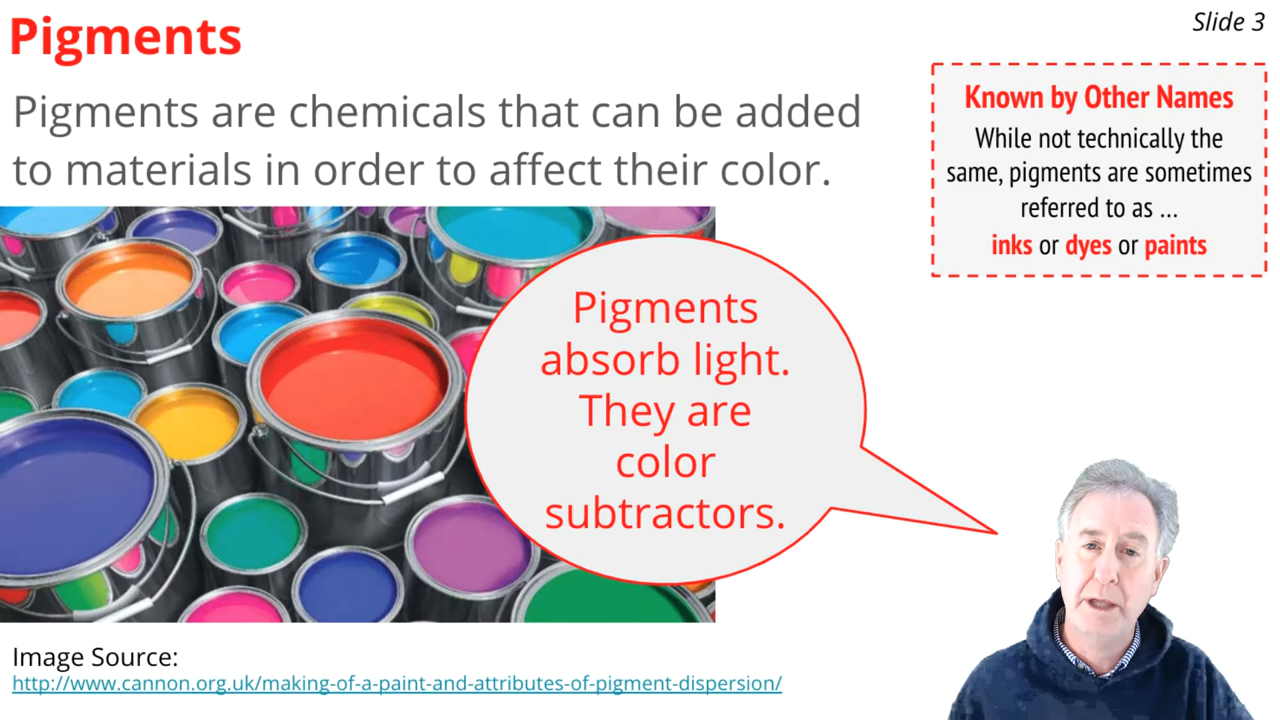 Pigments
Slide 3
Pigments are chemicals that can be added
to materials in order to affect their color.
Known by Other Names
While not technically the
same, pigments are sometimes
referred to as ...
inks or dyes or paints
Pigments
absorb light.
They are
color
subtractors.
Image Source:
http://www.cannon.org.uk/making-of-a-paint-and-attributes-of-pigment-dispersion/